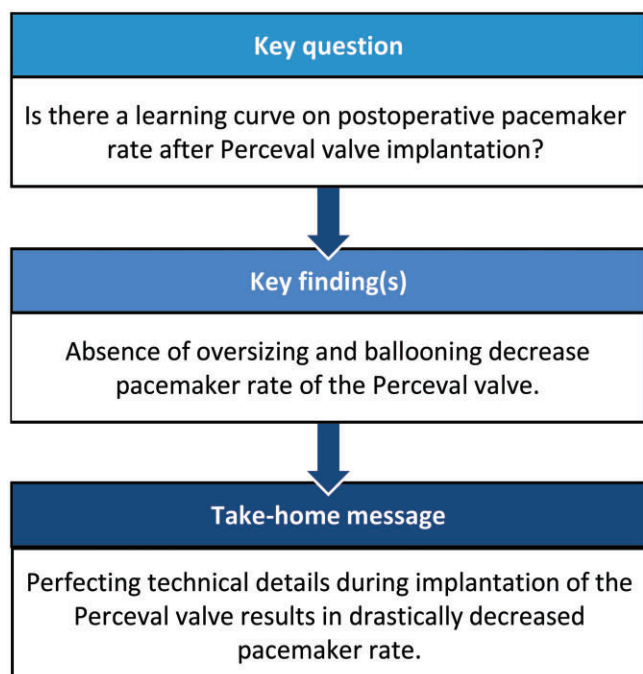 Key question
Is there a learning curve on postoperative pacemaker
rate after Perceval valve implantation?
Key finding(s)
Absence of oversizing and ballooning decrease
pacemaker rate of the Perceval valve.
Take-home message
Perfecting technical details during implantation of the
Perceval valve results in drastically decreased
pacemaker rate.